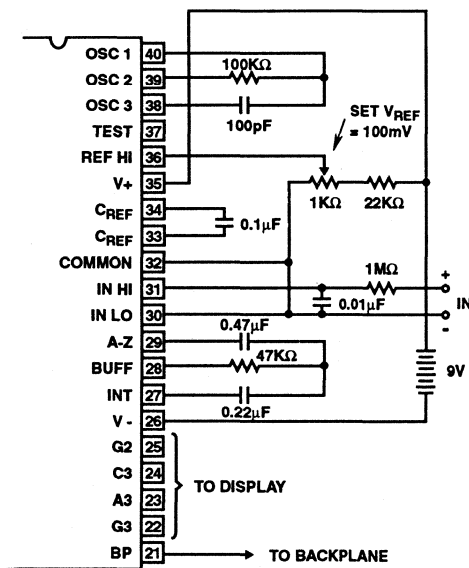 OSC 1 40
OSC 2 39 100KΩ
OSC 3 38 100pF
TEST 37
SET VREF
= 100mV
REF HI 36
V+ 35
1KΩ 22KΩ
CREF 34
0.1μF
CREF 33
COMMON 32
1MΩ
IN HI 31
+
0.01μF
IN
IN LO 30
-
0.47μF
A-Z 29
BUFF 28 47KΩ
9V
INT 27
0.22μF
V - 26
G2 25
C3 24
TO DISPLAY
A3 23
G3 22
BP 21 TO BACKPLANE